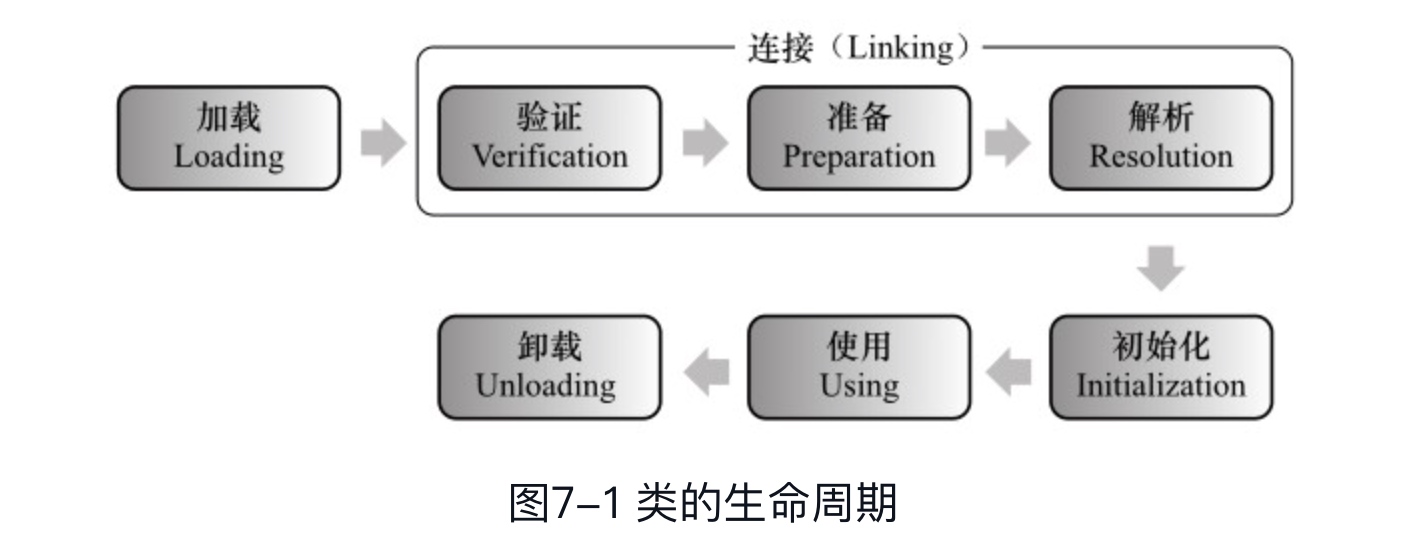 连接（Linking）
加载
Loading
验证
Verification
准备
Preparation
解析
Resolution
初始化
Initialization
使用
Using
卸载
Unloading
图7–1 类的生命周期